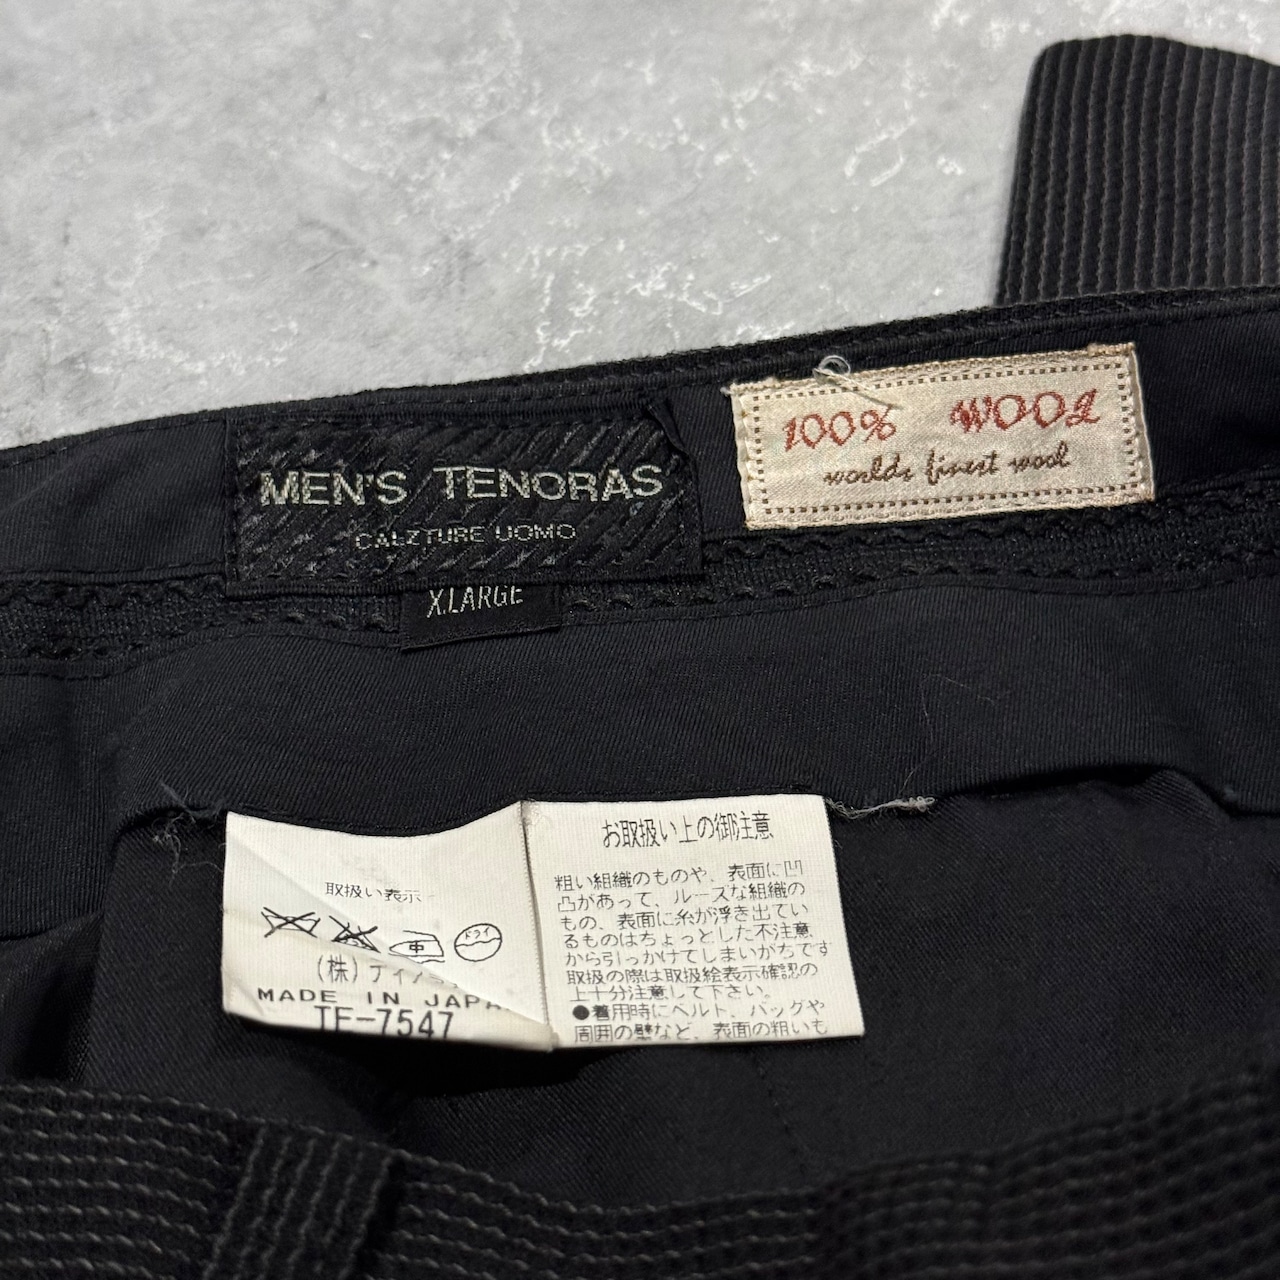 MEN'S TENORAS
CALZTURE UOMO
X.LARGE
100% WOOL
worlds finest wool
取扱い表示
中
ドライ
(株)
MADE IN JAPA
TE-7547
お取扱い上の御注意
粗い組織のものや、表面に凹
凸があって、ルーズな組織の
もの、表面に糸が浮き出てい
るものはちょっとした不注意
から引っかけてしまいがちです
取扱の際は取扱絵表示確認の
上十分注意して下さい。
●着用時にベルト、バッグや
周囲の壁など、表面の粗いも